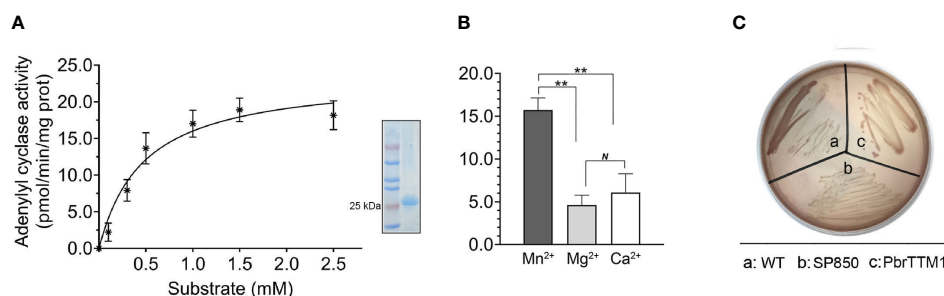 A
Adenylyl cyclase activity
(pmol/min/mg prot)
25.0
20.0
15.0
10.0
5.0
0.0
0.5
1.0
1.5
2.0
2.5
Substrate (mM)
25 kDa
B
20.0
15.0
10.0
5.0
0.0
**
**
N
Mn²⁺ Mg²⁺ Ca²⁺
C
a
c
b
a: WT b: SP850 c:PbrTTM1